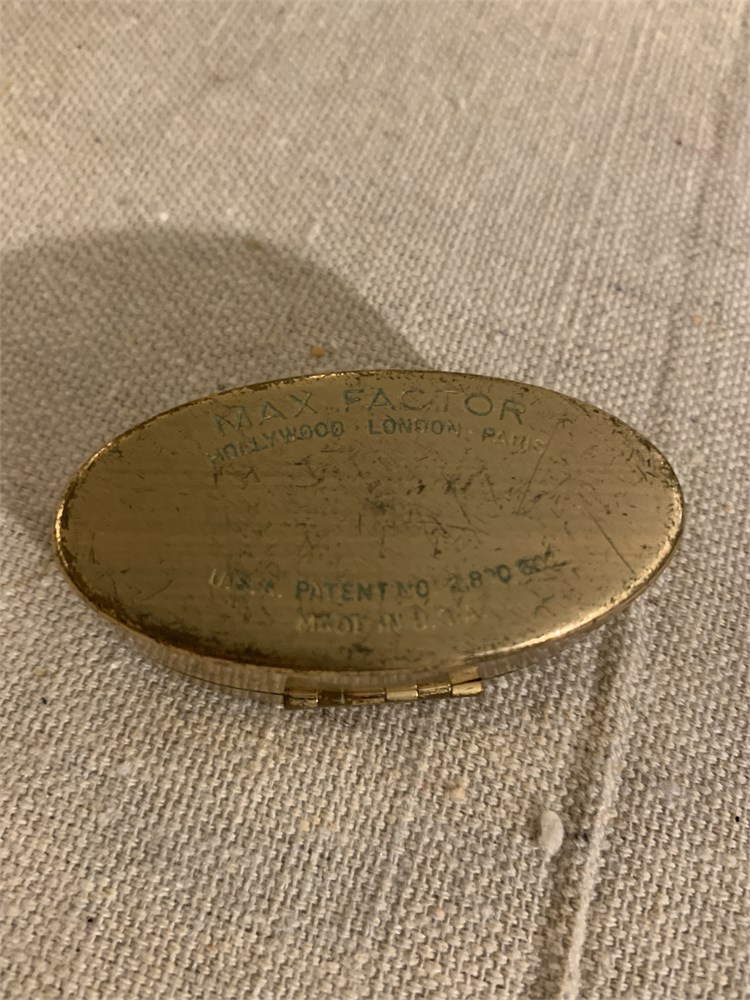 MAX FACTOR
HOLLYWOOD · LONDON · PARIS
U.S.A. PATENT NO
MADE IN U.S.A.